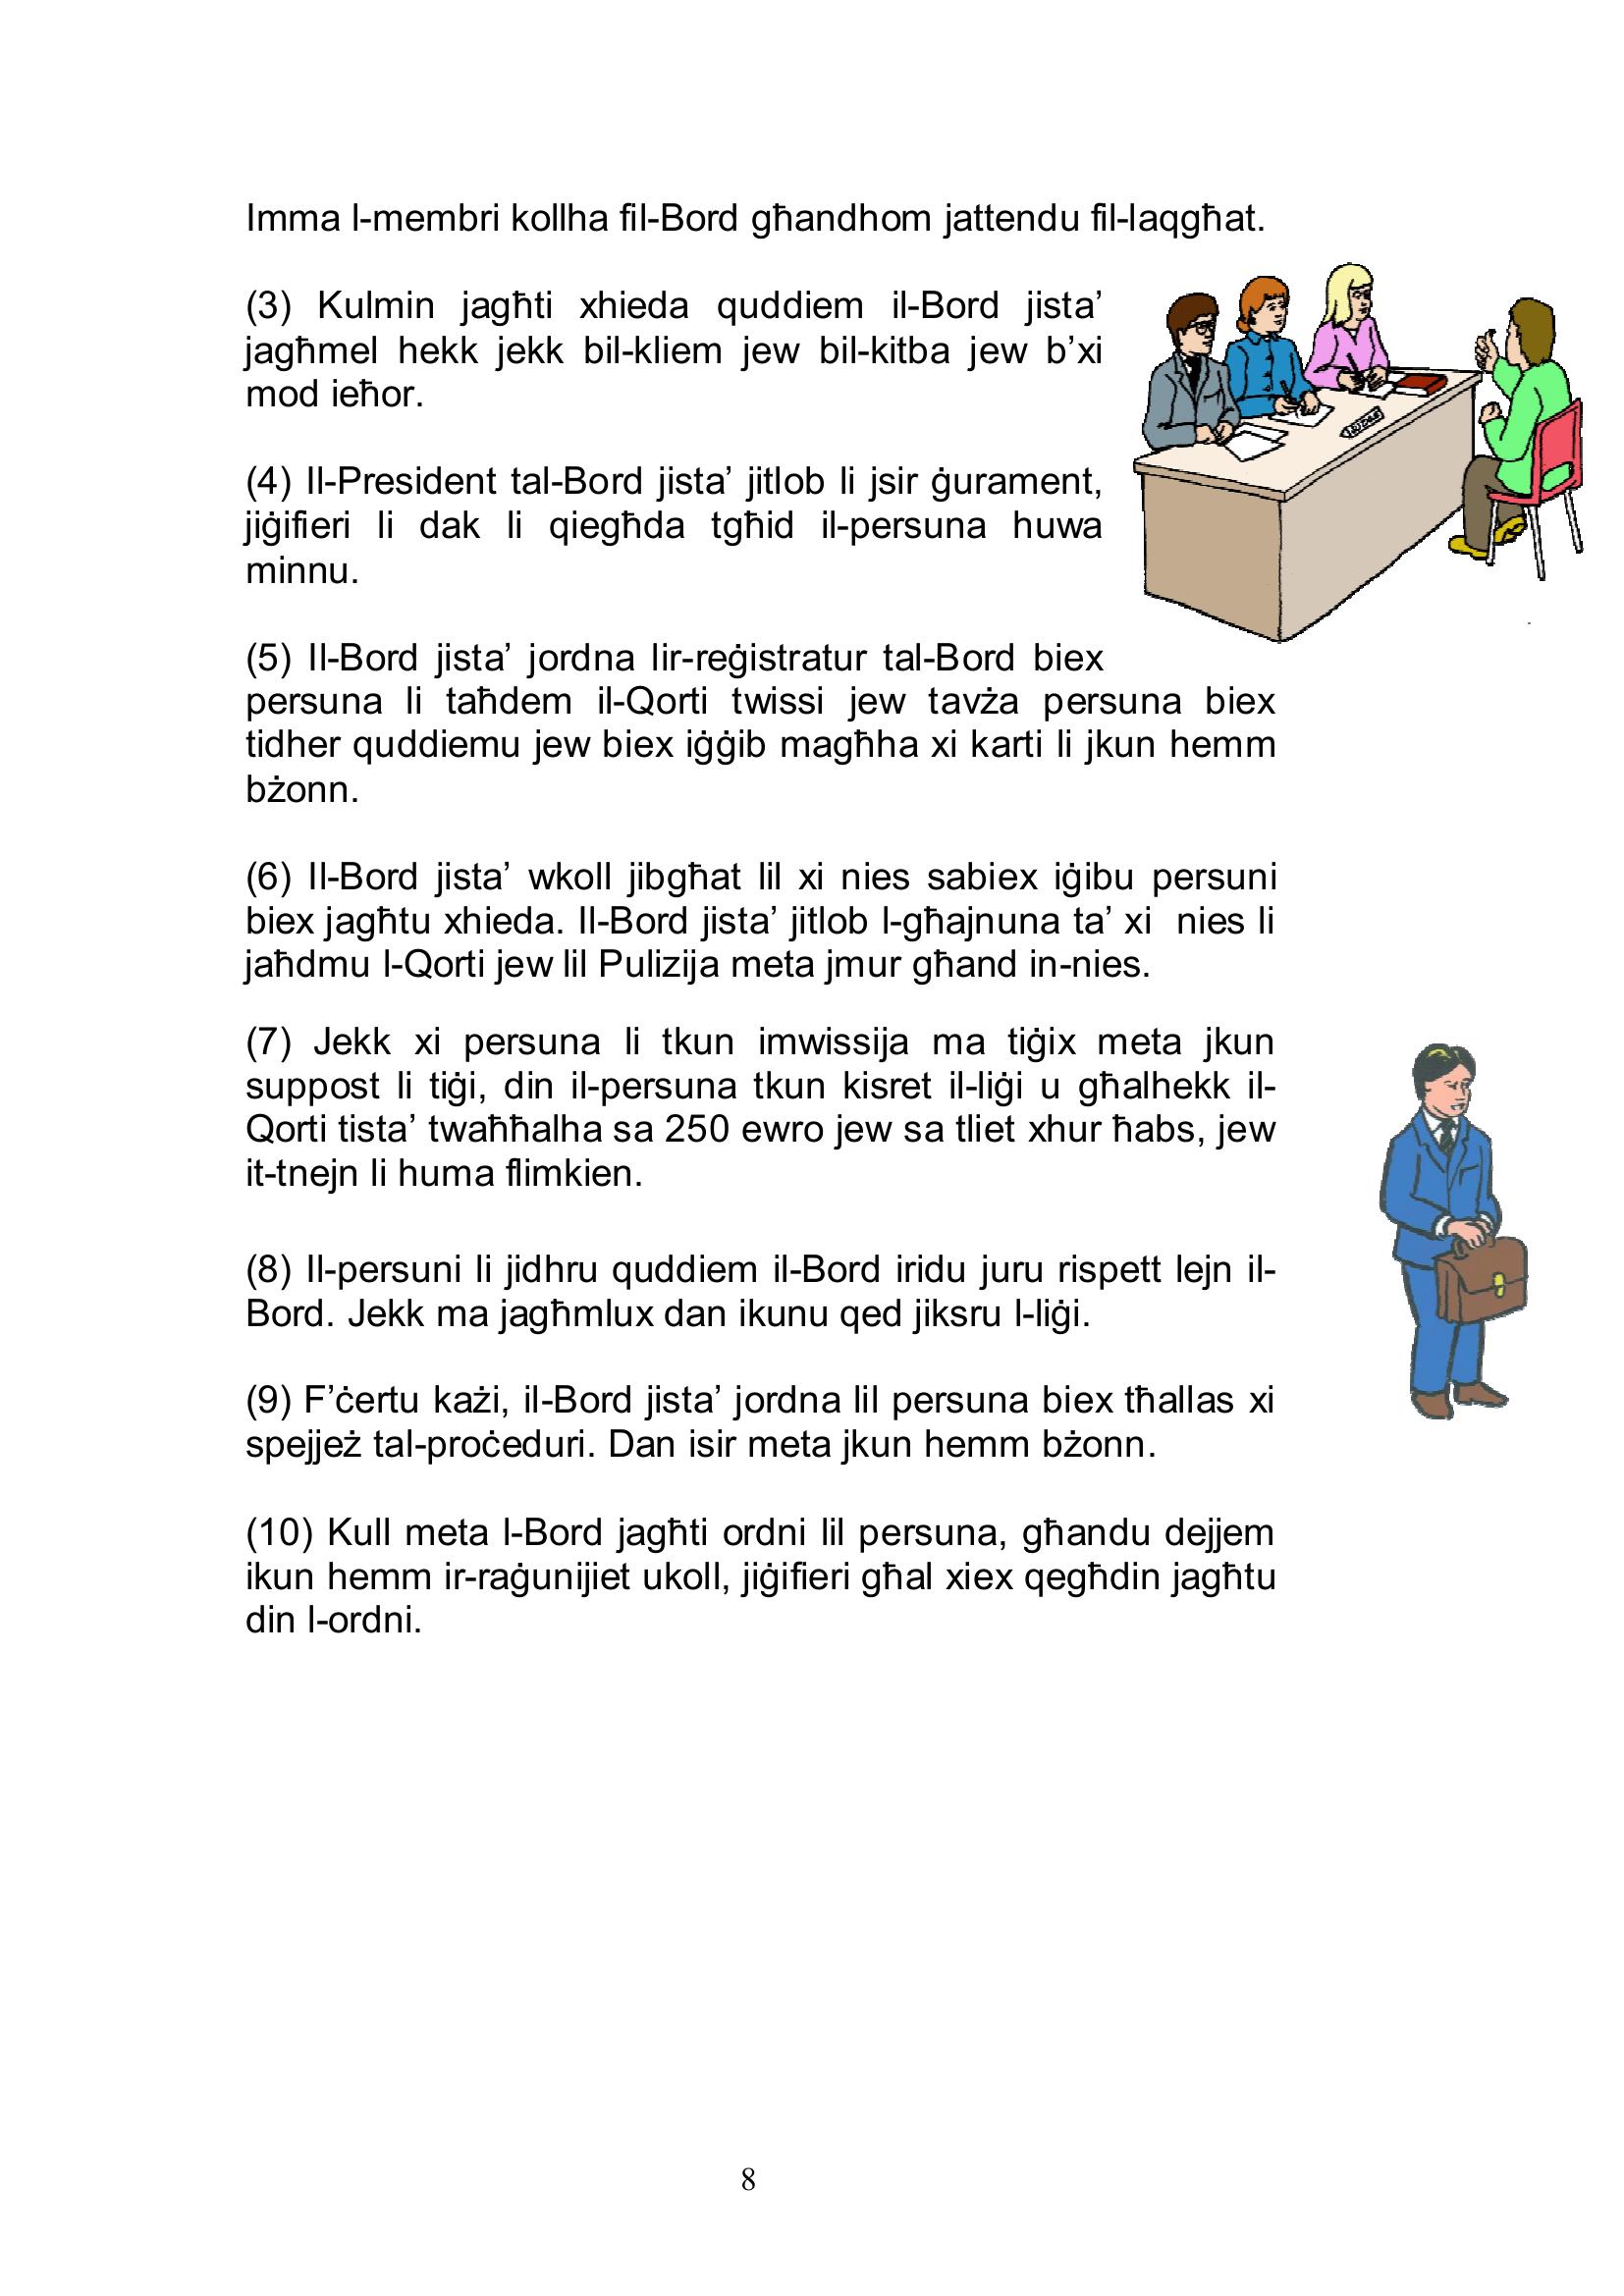 Imma l-membri kollha fil-Bord għandhom jattendu fil-laqgħat.
(3) Kulmin jagħti xhieda quddiem il-Bord jista’
jagħmel hekk jekk bil-kliem jew bil-kitba jew b’xi
mod ieħor.
(4) Il-President tal-Bord jista’ jitlob li jsir ġurament,
jiġifieri li dak li qiegħda tgħid il-persuna huwa
minnu.
(5) Il-Bord jista’ jordna lir-reġistratur tal-Bord biex
persuna li taħdem il-Qorti twissi jew tavża persuna biex
tidher quddiemu jew biex iġġib magħha xi karti li jkun hemm
bżonn.
(6) Il-Bord jista’ wkoll jibgħat lil xi nies sabiex iġibu persuni
biex jagħtu xhieda. Il-Bord jista’ jitlob l-għajnuna ta’ xi  nies li
jaħdmu l-Qorti jew lil Pulizija meta jmur għand in-nies.
(7) Jekk xi persuna li tkun imwissija ma tiġix meta jkun
suppost li tiġi, din il-persuna tkun kisret il-liġi u għalhekk il-
Qorti tista’ twaħħalha sa 250 ewro jew sa tliet xhur ħabs, jew
it-tnejn li huma flimkien.
(8) Il-persuni li jidhru quddiem il-Bord iridu juru rispett lejn il-
Bord. Jekk ma jagħmlux dan ikunu qed jiksru l-liġi.
(9) F’ċertu każi, il-Bord jista’ jordna lil persuna biex tħallas xi
spejjeż tal-proċeduri. Dan isir meta jkun hemm bżonn.
(10) Kull meta l-Bord jagħti ordni lil persuna, għandu dejjem
ikun hemm ir-raġunijiet ukoll, jiġifieri għal xiex qegħdin jagħtu
din l-ordni.
8